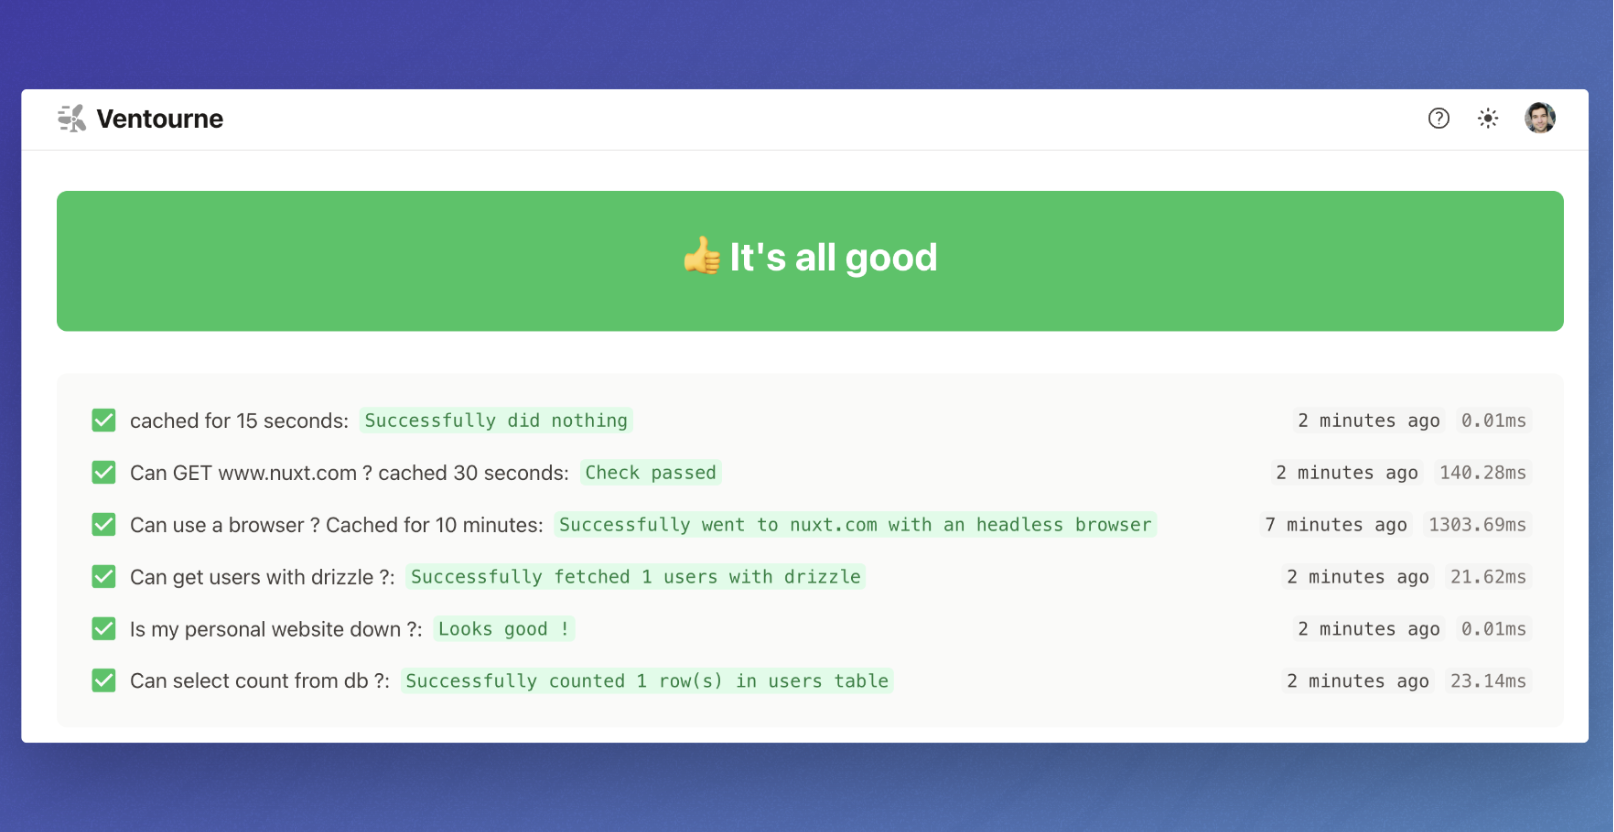 Ventourne
?
👍 It's all good
cached for 15 seconds: Successfully did nothing 2 minutes ago 0.01ms
Can GET www.nuxt.com ? cached 30 seconds: Check passed 2 minutes ago 140.28ms
Can use a browser ? Cached for 10 minutes: Successfully went to nuxt.com with an headless browser 7 minutes ago 1303.69ms
Can get users with drizzle ?: Successfully fetched 1 users with drizzle 2 minutes ago 21.62ms
Is my personal website down ?: Looks good ! 2 minutes ago 0.01ms
Can select count from db ?: Successfully counted 1 row(s) in users table 2 minutes ago 23.14ms